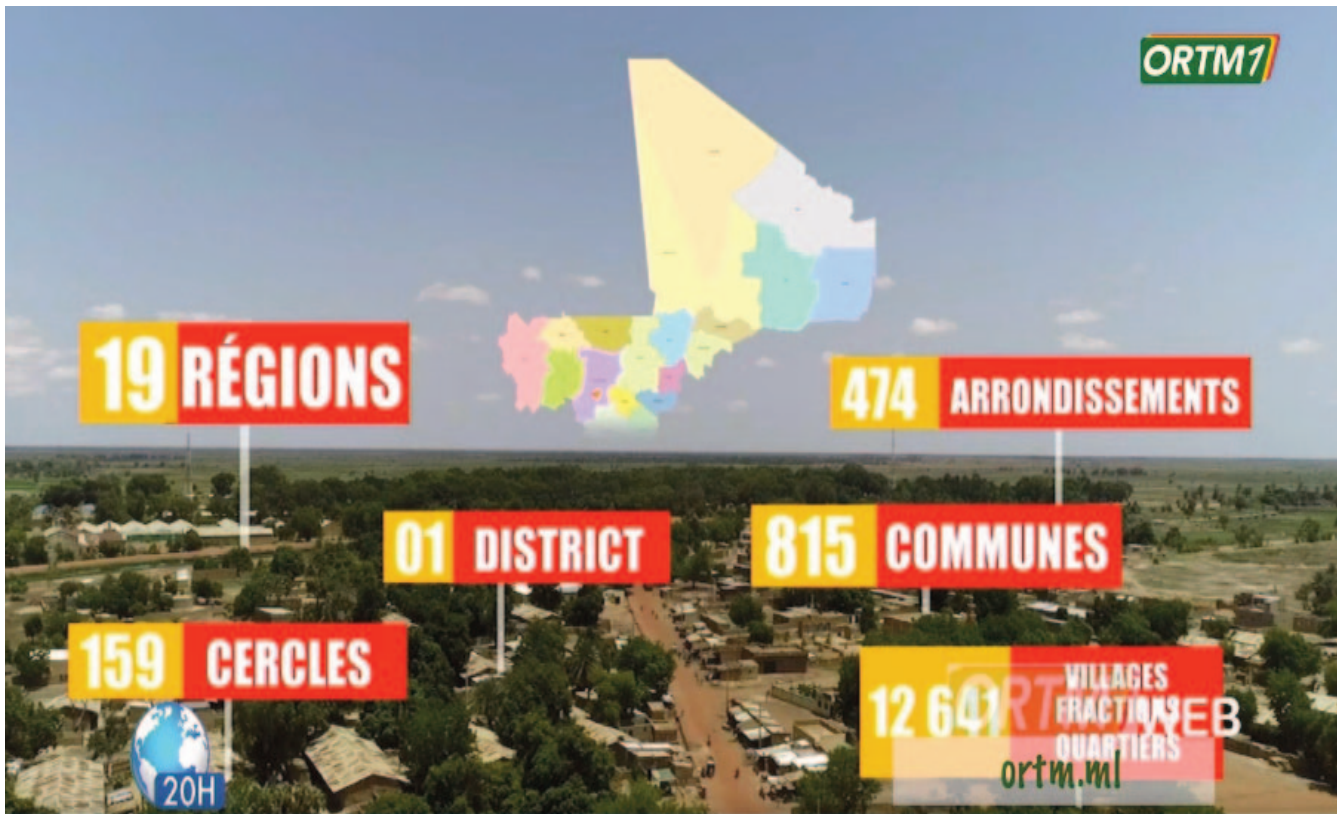 ORTM1
19 RÉGIONS
474 ARRONDISSEMENTS
01 DISTRICT
815 COMMUNES
159 CERCLES
12 641 VILLAGES
FRACTIONS
QUARTIERS
ORTM WEB
ortm.ml
20H